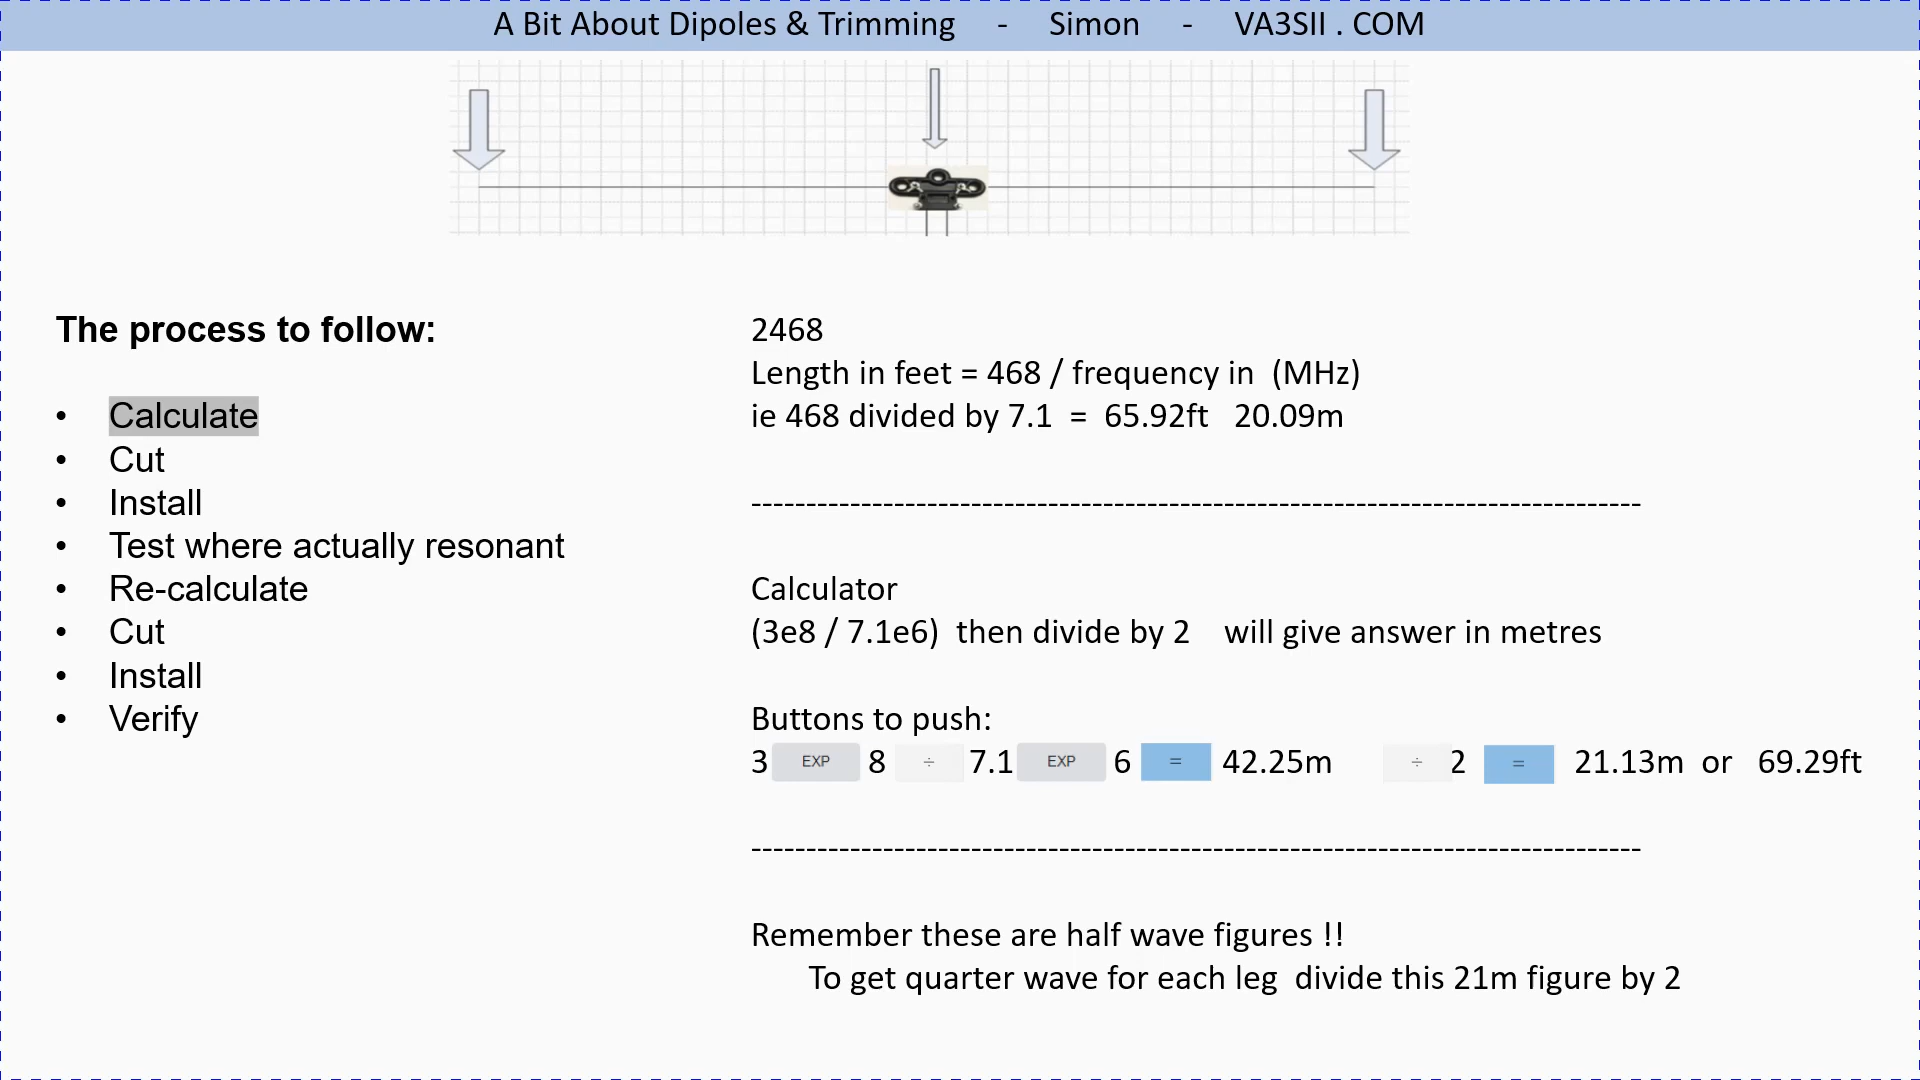 A Bit About Dipoles & Trimming - Simon - VA3SII . COM
The process to follow:
• Calculate
• Cut
• Install
• Test where actually resonant
• Re-calculate
• Cut
• Install
• Verify
2468
Length in feet = 468 / frequency in (MHz)
ie 468 divided by 7.1 = 65.92ft 20.09m
---------------------------------------------------------------------------------
Calculator
(3e8 / 7.1e6) then divide by 2 will give answer in metres
Buttons to push:
3 EXP 8 ÷ 7.1 EXP 6 = 42.25m ÷ 2 = 21.13m or 69.29ft
---------------------------------------------------------------------------------
Remember these are half wave figures !!
To get quarter wave for each leg divide this 21m figure by 2